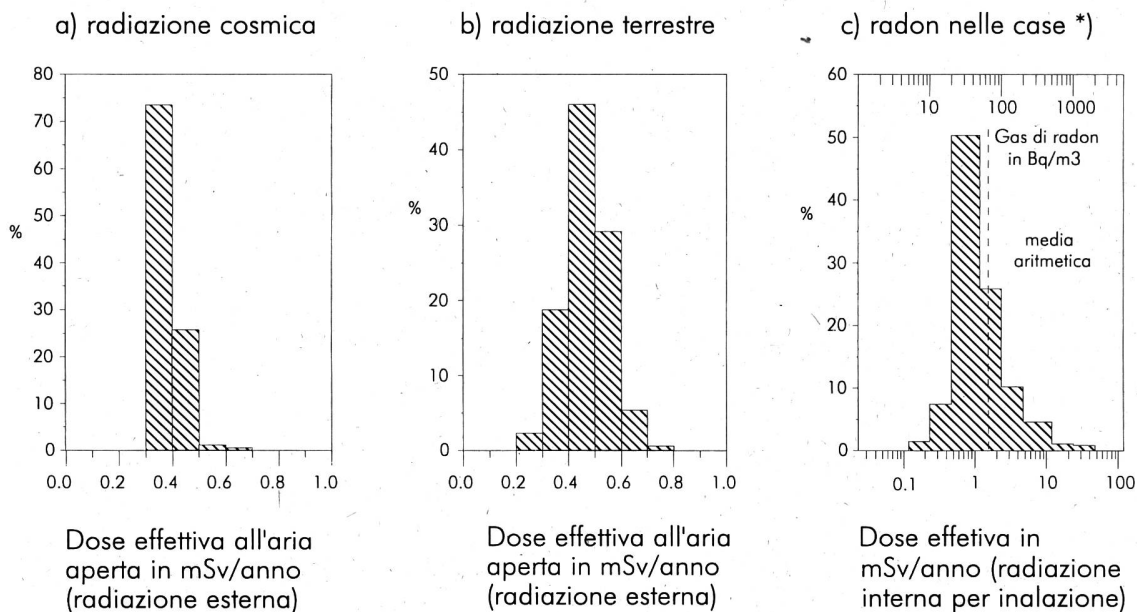 a) radiazione cosmica
80
70
60
50
40
30
20
10
0
%
0.0 0.2 0.4 0.6 0.8 1.0
Dose effettiva all'aria
aperta in mSv/anno
(radiazione esterna)
b) radiazione terrestre
50
40
30
20
10
0
%
0.0 0.2 0.4 0.6 0.8 1.0
Dose effettiva all'aria
aperta in mSv/anno
(radiazione esterna)
c) radon nelle case *)
60
50
40
30
20
10
0
%
10 100 1000
Gas di radon
in Bq/m3
media
aritmetica
0.1 1 10 100
Dose effetiva in
mSv/anno (radiazione
interna per inalazione)